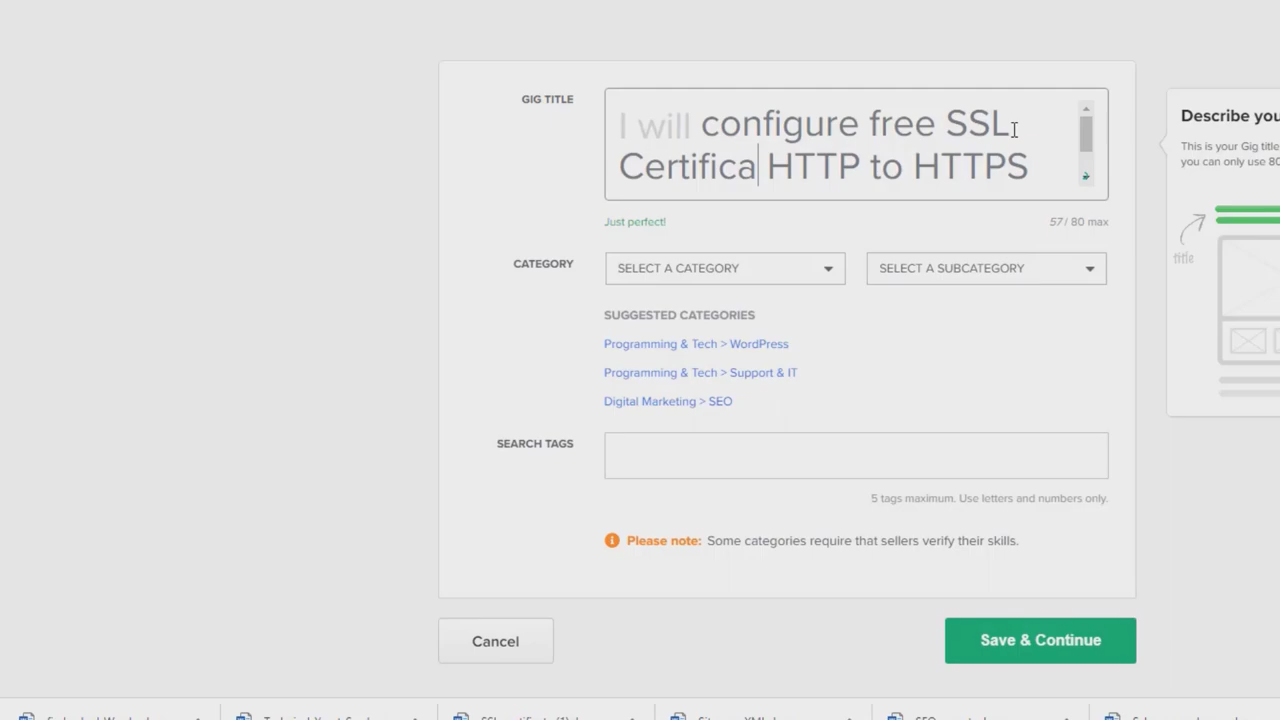 GIG TITLE
I will configure free SSL
Certifica HTTP to HTTPS
Just perfect!
57 / 80 max
CATEGORY
SELECT A CATEGORY
SELECT A SUBCATEGORY
SUGGESTED CATEGORIES
Programming & Tech > WordPress
Programming & Tech > Support & IT
Digital Marketing > SEO
SEARCH TAGS
5 tags maximum. Use letters and numbers only.
Please note: Some categories require that sellers verify their skills.
Cancel
Save & Continue
Describe you
This is your Gig title
you can only use 80
title